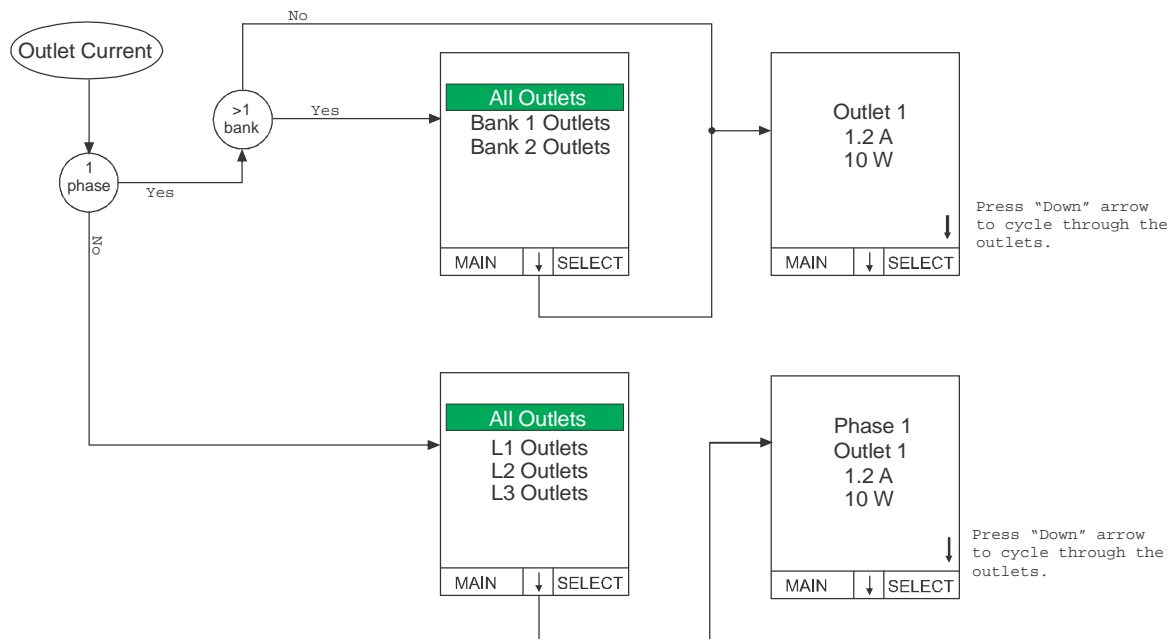 No
Outlet Current
>1
bank
Yes
1
phase
Yes
No
All Outlets
Bank 1 Outlets
Bank 2 Outlets
MAIN ↓ SELECT
Outlet 1
1.2 A
10 W
↓
MAIN ↓ SELECT
Press “Down” arrow
to cycle through the
outlets.
All Outlets
L1 Outlets
L2 Outlets
L3 Outlets
MAIN ↓ SELECT
Phase 1
Outlet 1
1.2 A
10 W
↓
MAIN ↓ SELECT
Press “Down” arrow
to cycle through the
outlets.